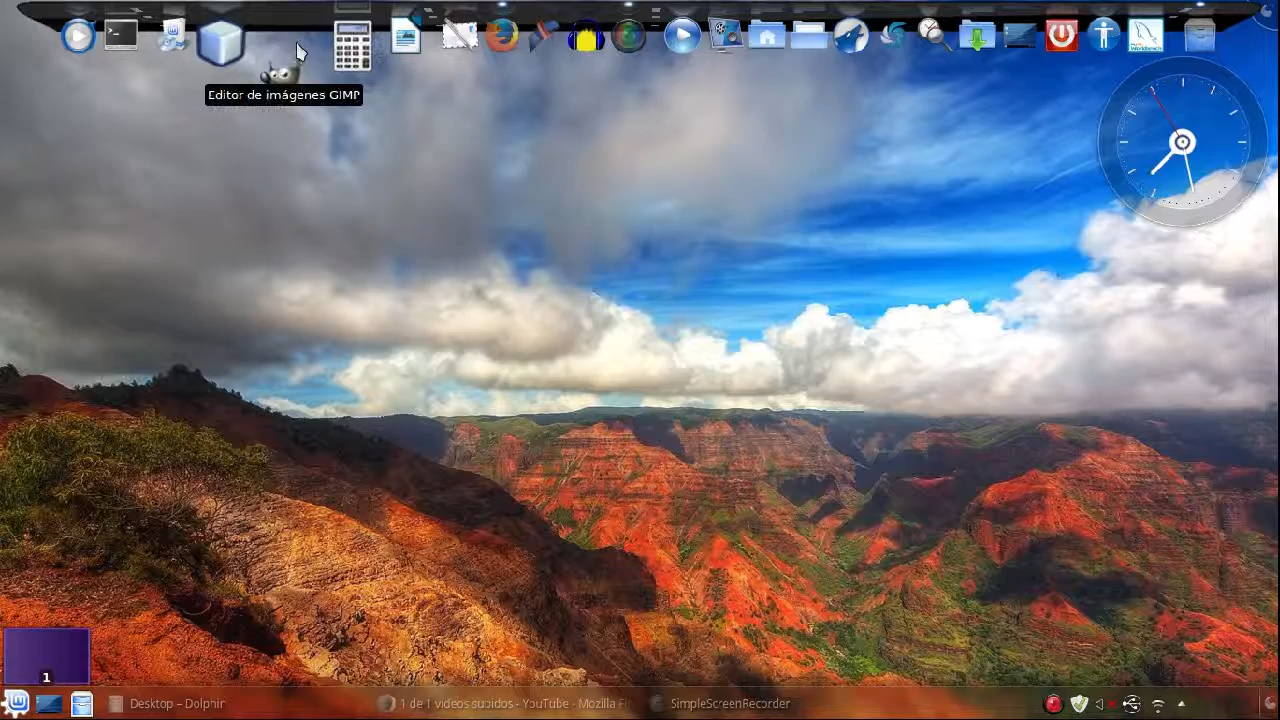 Editor de imágenes GIMP
1
Desktop – Dolphin
1 de 1 videos subidos - YouTube - Mozilla Fi
SimpleScreenRecorder